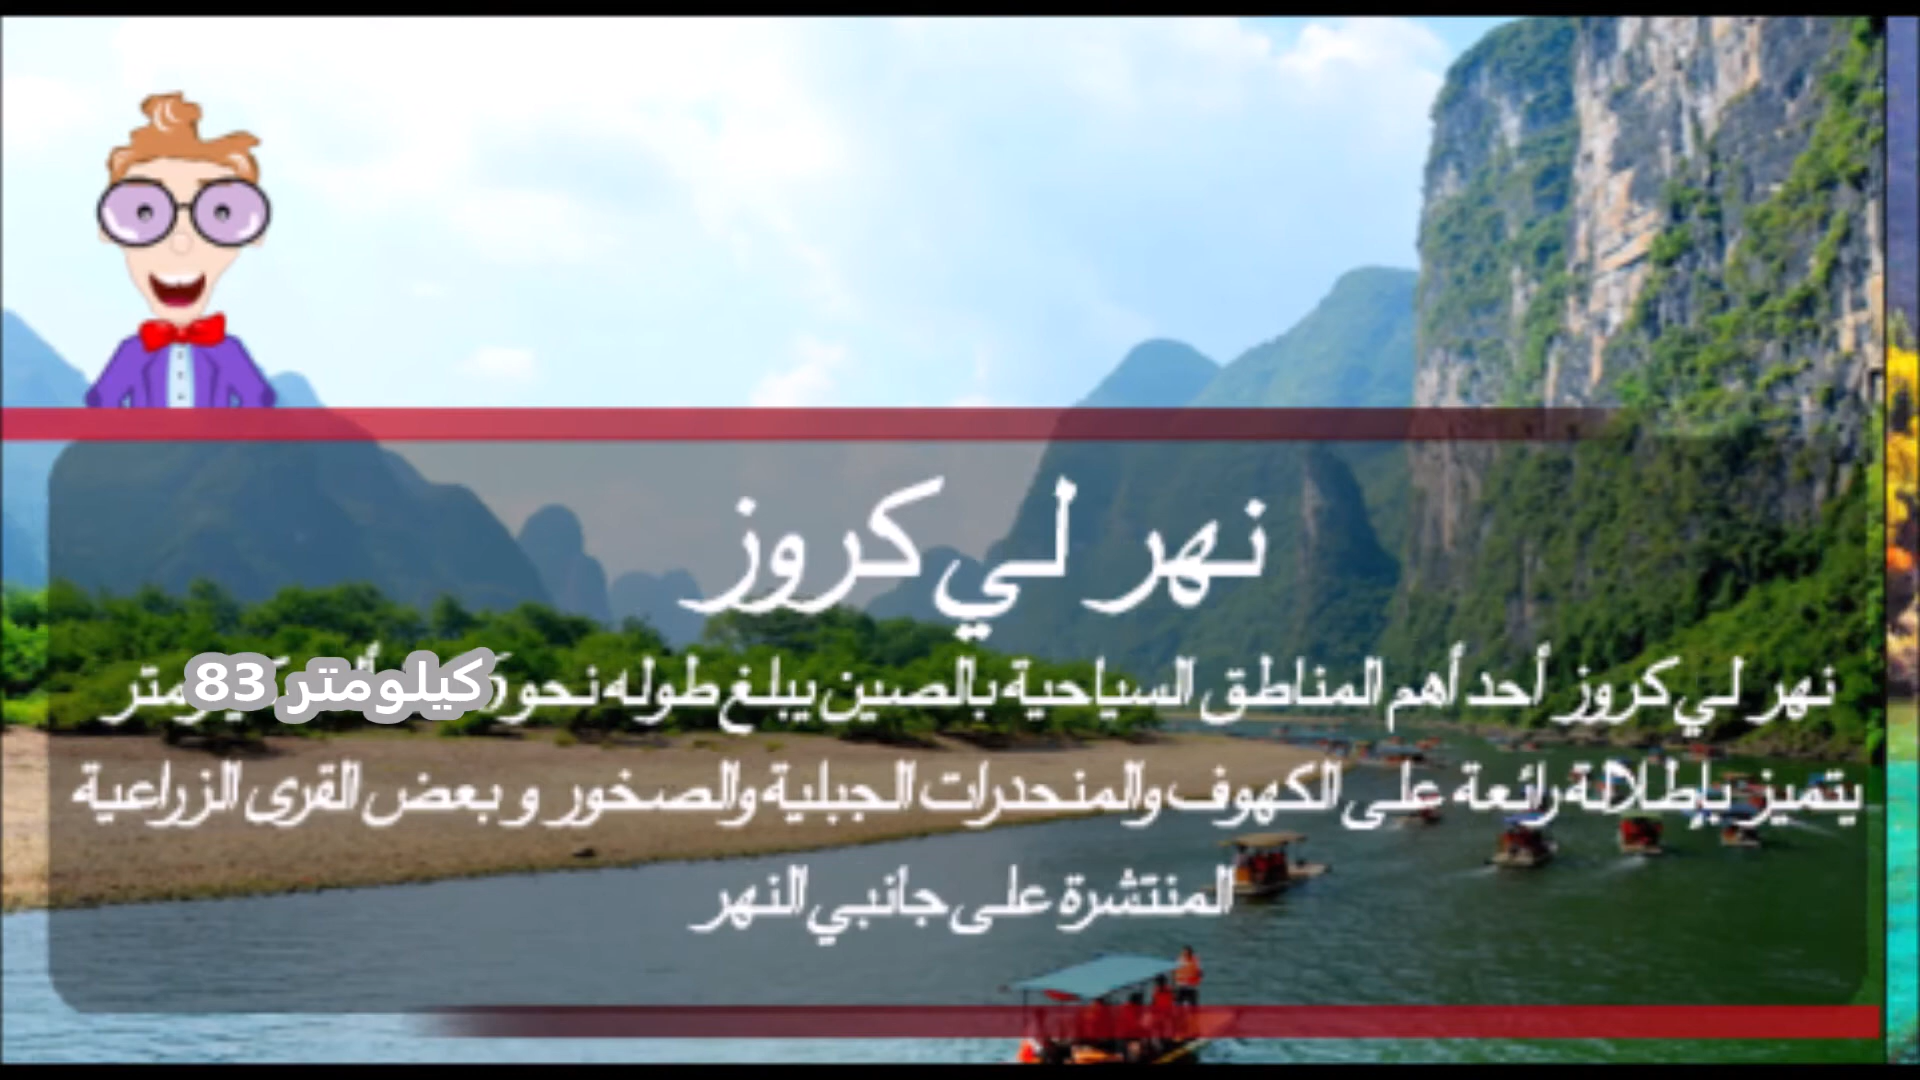 نهر لي كروز
نهر لي كروز أحد أهم المناطق السياحية بالصين يبلغ طوله نحو
83 كيلومتر
يتميز بإطلالة رائعة على الكهوف والمنحدرات الجبلية والصخور و بعض القرى الزراعية
المنتشرة على جانبي النهر